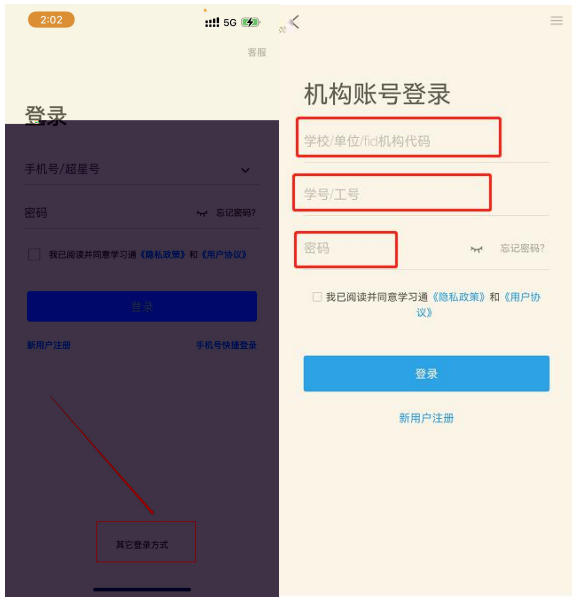 2:02
5G
客服
登录
手机号/超星号
密码
忘记密码?
我已阅读并同意学习通《隐私政策》和《用户协议》
登录
新用户注册
手机号快捷登录
其它登录方式
机构账号登录
学校/单位/fid机构代码
学号/工号
密码
忘记密码?
我已阅读并同意学习通《隐私政策》和《用户协
议》
登录
新用户注册